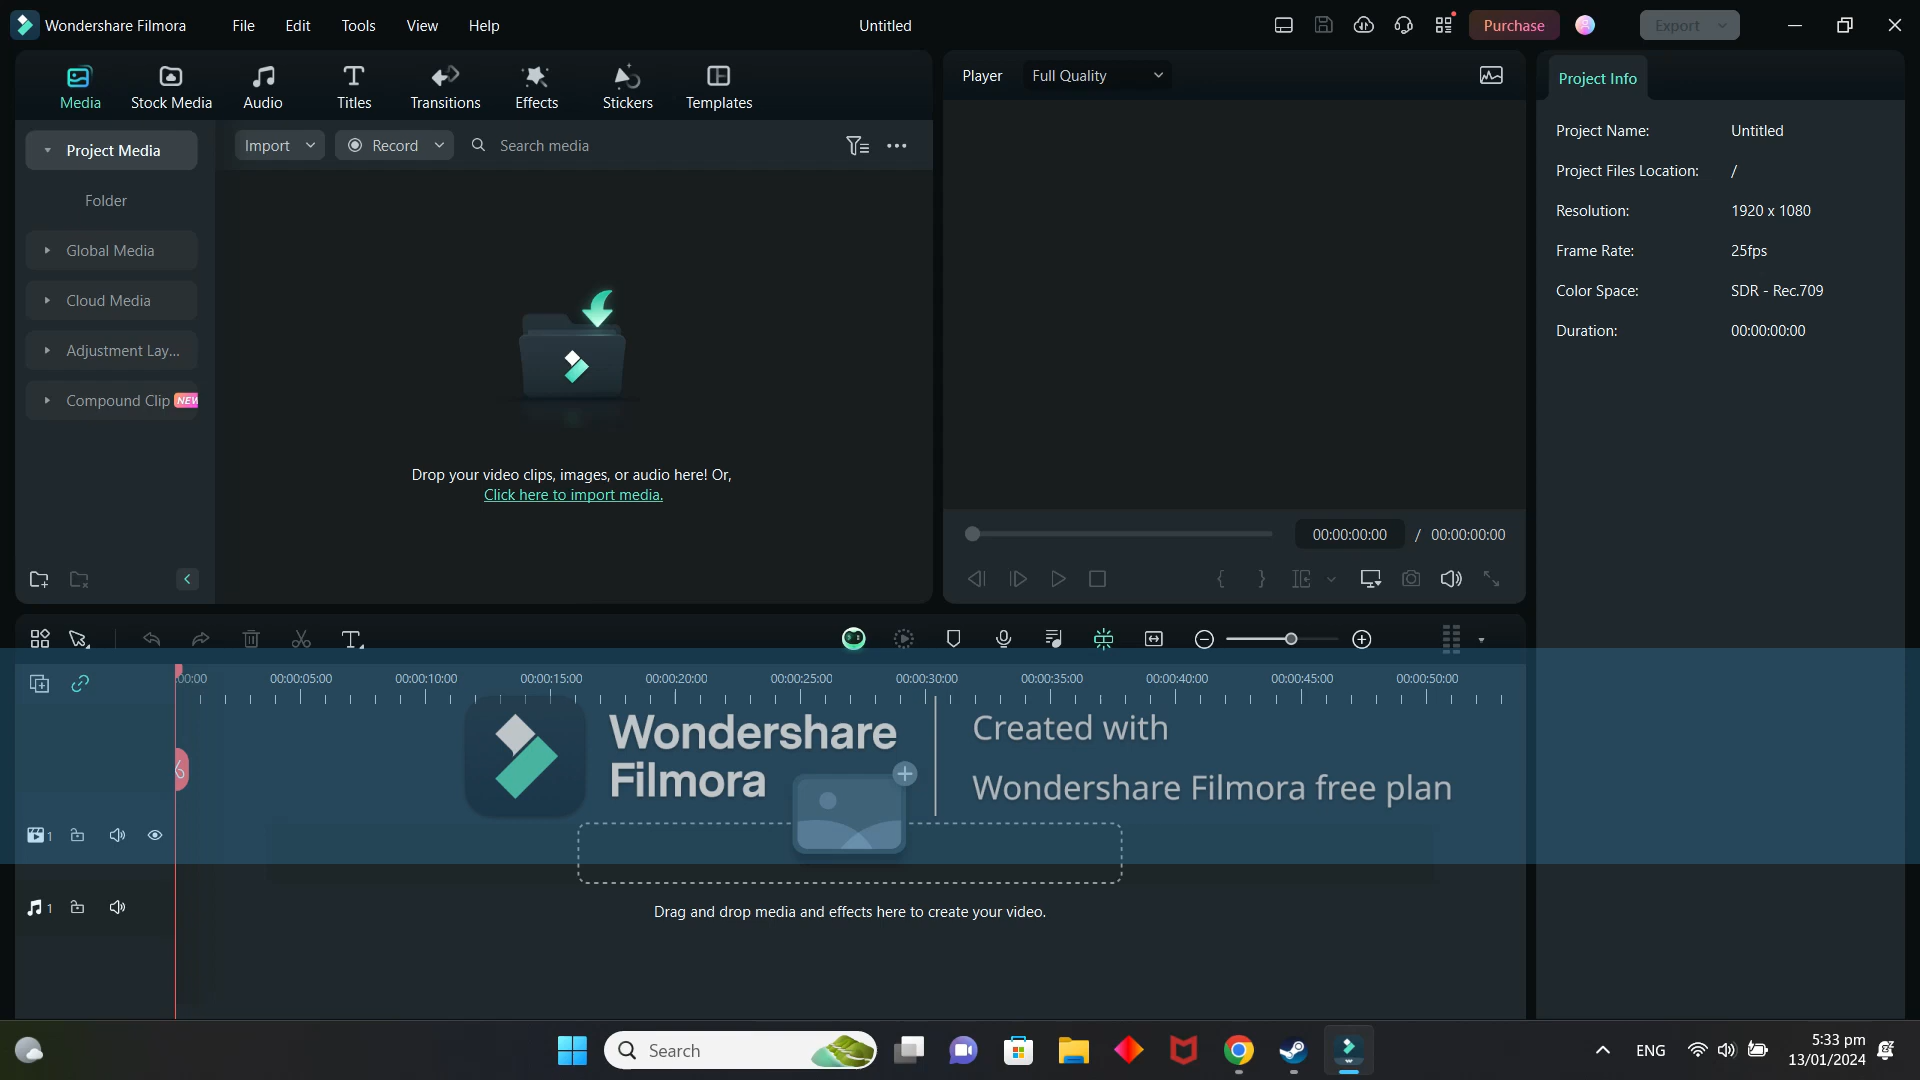 Wondershare Filmora File Edit Tools View Help Untitled Purchase Export
Media Stock Media Audio Titles Transitions Effects Stickers Templates
Player Full Quality
Project Info
Project Media
Import Record Search media
Folder
Global Media
Cloud Media
Adjustment Lay...
Compound Clip NEW
Drop your video clips, images, or audio here! Or,
Click here to import media.
00:00:00:00 / 00:00:00:00
Project Name: Untitled
Project Files Location: /
Resolution: 1920 x 1080
Frame Rate: 25fps
Color Space: SDR - Rec.709
Duration: 00:00:00:00
:00:00 00:00:05:00 00:00:10:00 00:00:15:00 00:00:20:00 00:00:25:00 00:00:30:00 00:00:35:00 00:00:40:00 00:00:45:00 00:00:50:00
Wondershare
Filmora
Created with
Wondershare Filmora free plan
1
1
Drag and drop media and effects here to create your video.
Search
ENG
5:33 pm
13/01/2024